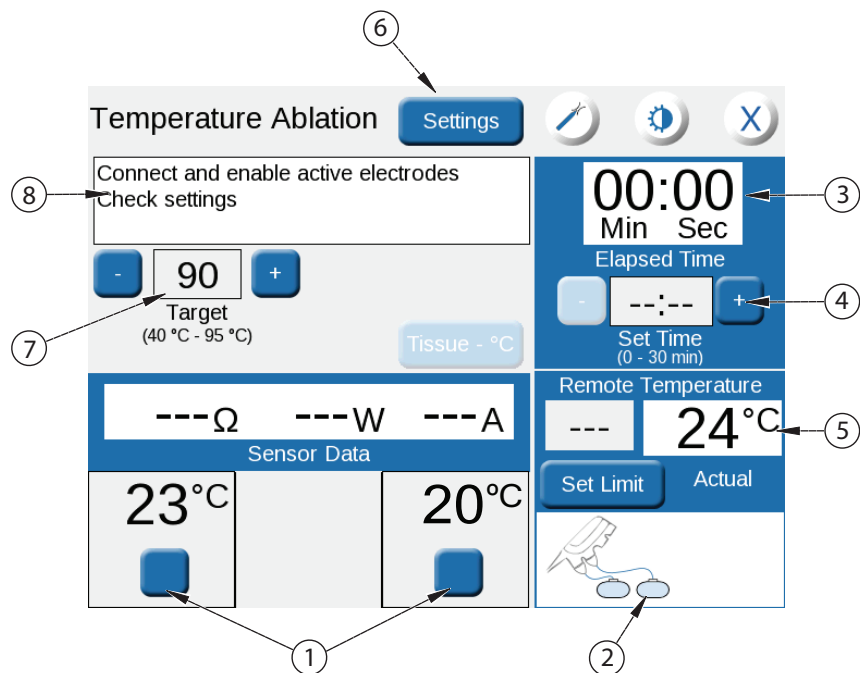 6
Temperature Ablation
Settings
X
Connect and enable active electrodes
Check settings
8
00:00
Min Sec
Elapsed Time
3
- 90 +
Target
(40 °C - 95 °C)
7
- --:-- +
Set Time
(0 - 30 min)
4
Tissue - °C
Remote Temperature
--- 24°C
5
Set Limit
Actual
---Ω ---W ---A
Sensor Data
23°C
20°C
1
2